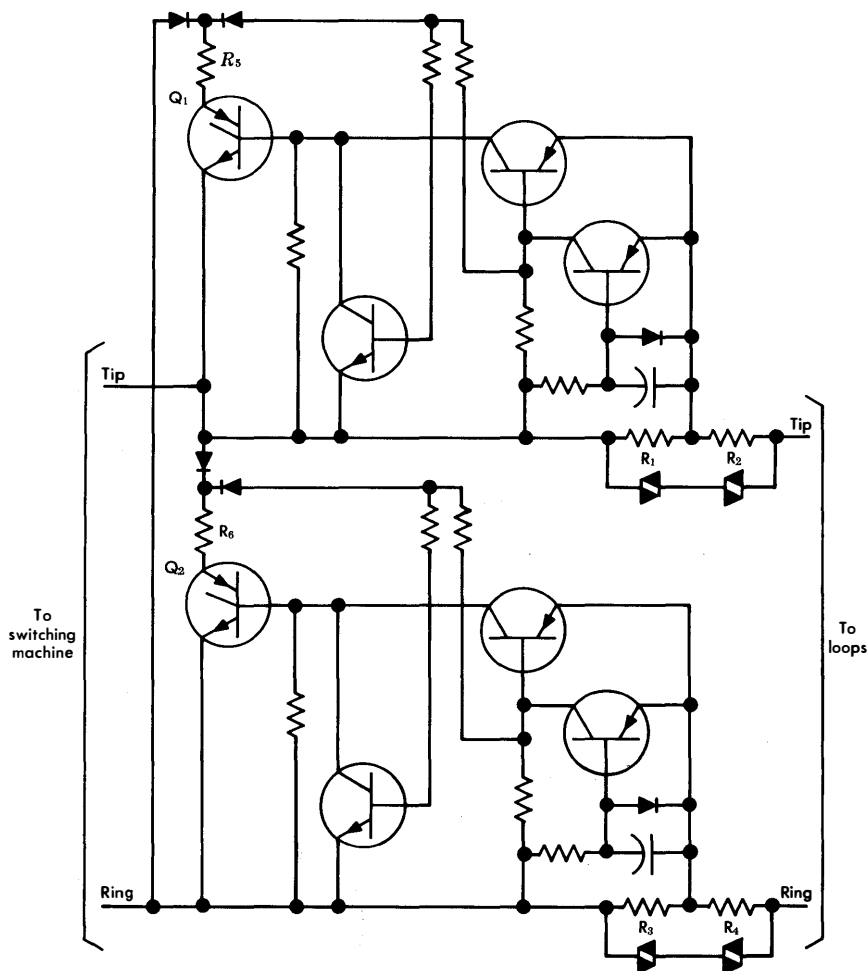 R5
Q1
Tip
Tip
R1
R2
R6
Q2
To
switching
machine
To
loops
Ring
Ring
R3
R4